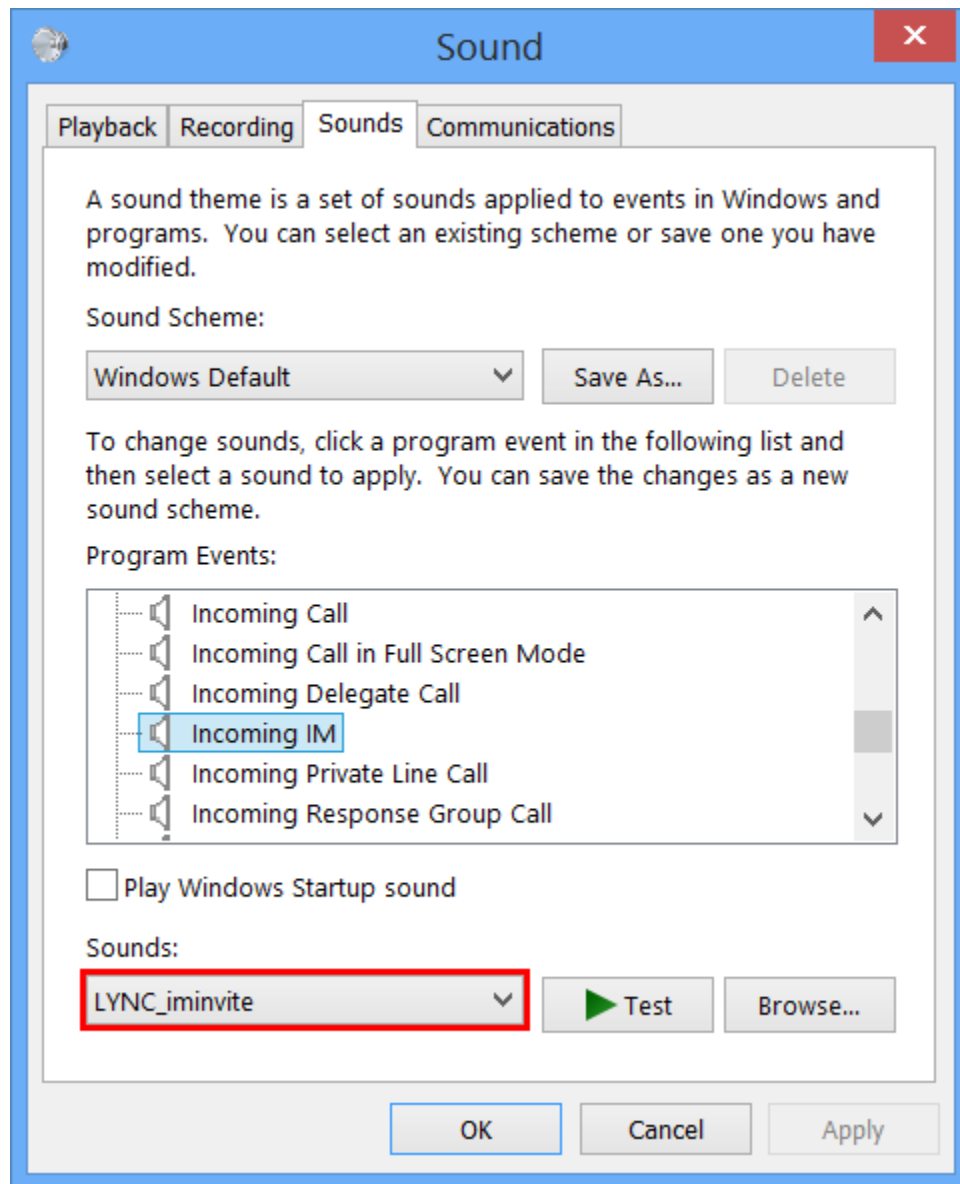 Sound
Playback Recording Sounds Communications
A sound theme is a set of sounds applied to events in Windows and
programs. You can select an existing scheme or save one you have
modified.
Sound Scheme:
Windows Default Save As... Delete
To change sounds, click a program event in the following list and
then select a sound to apply. You can save the changes as a new
sound scheme.
Program Events:
Incoming Call
Incoming Call in Full Screen Mode
Incoming Delegate Call
Incoming IM
Incoming Private Line Call
Incoming Response Group Call
Play Windows Startup sound
Sounds:
LYNC_iminvite Test Browse...
OK Cancel Apply